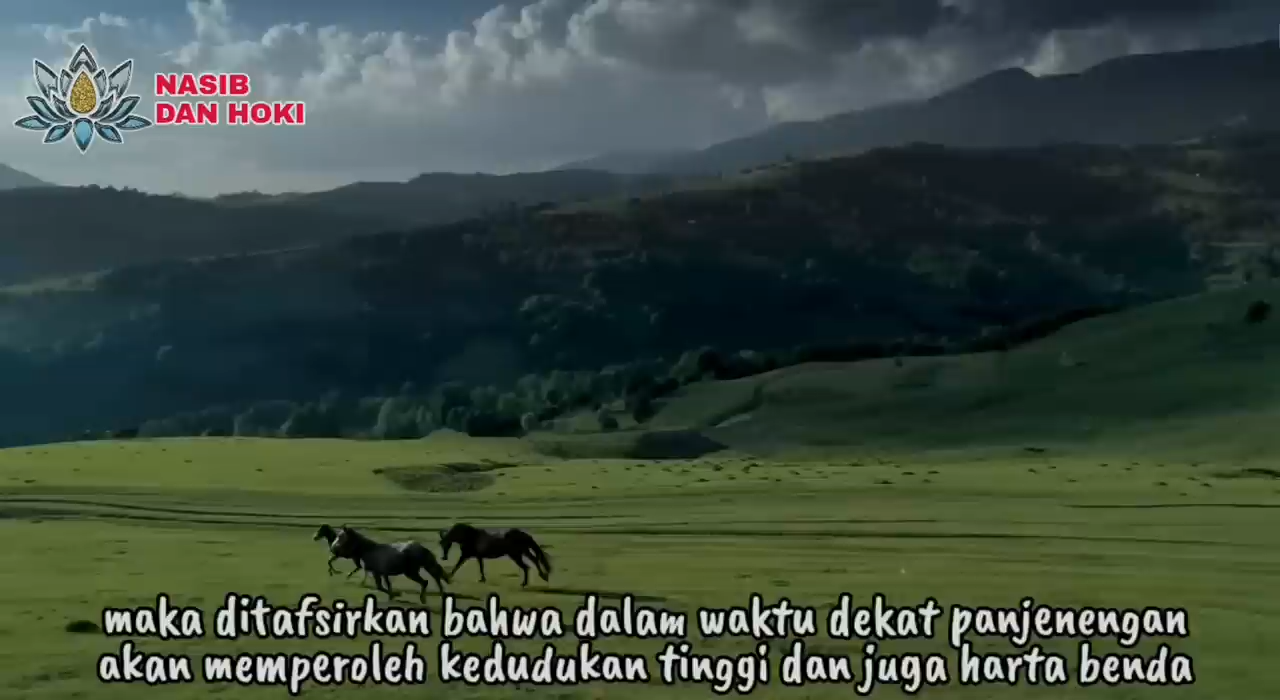 NASIB
DAN HOKI
maka ditafsirkan bahwa dalam waktu dekat panjenengan
akan memperoleh kedudukan tinggi dan juga harta benda